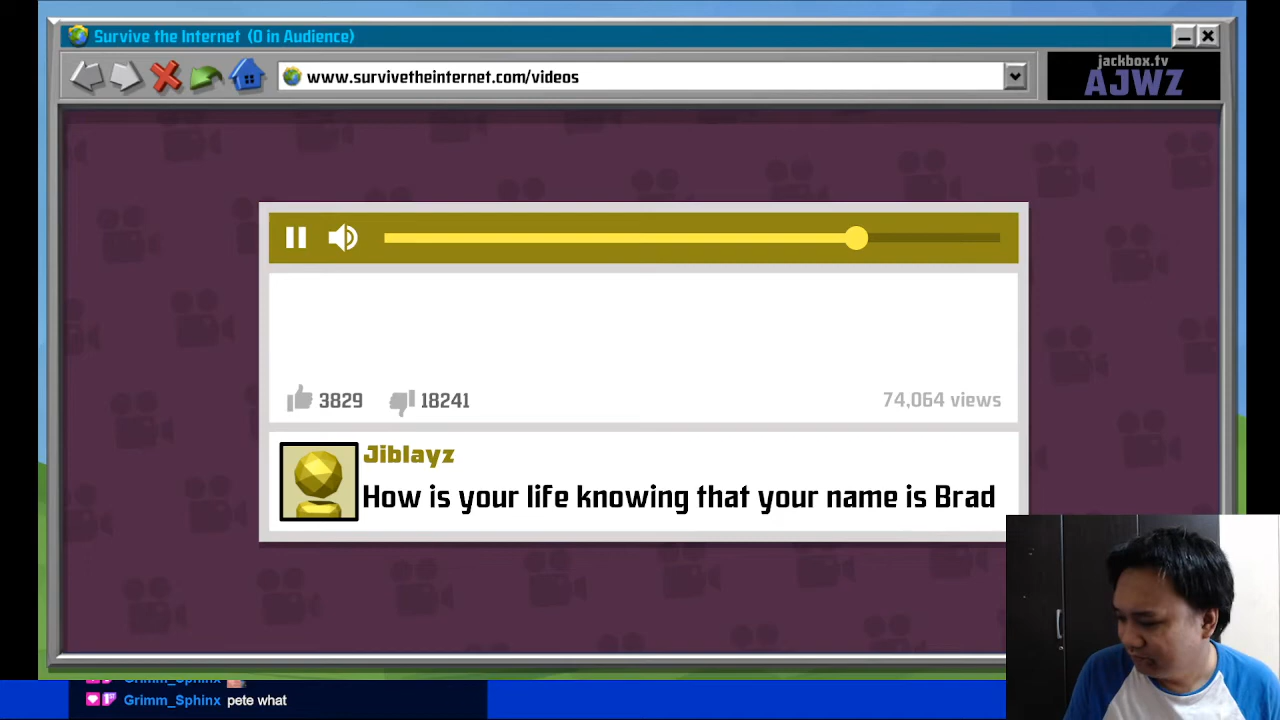 Survive the Internet (0 in Audience)
www.survivetheinternet.com/videos
jackbox.tv
AJWZ
3829 18241 74,064 views
Jiblayz
How is your life knowing that your name is Brad
Grimm_Sphinx
Grimm_Sphinx pete what